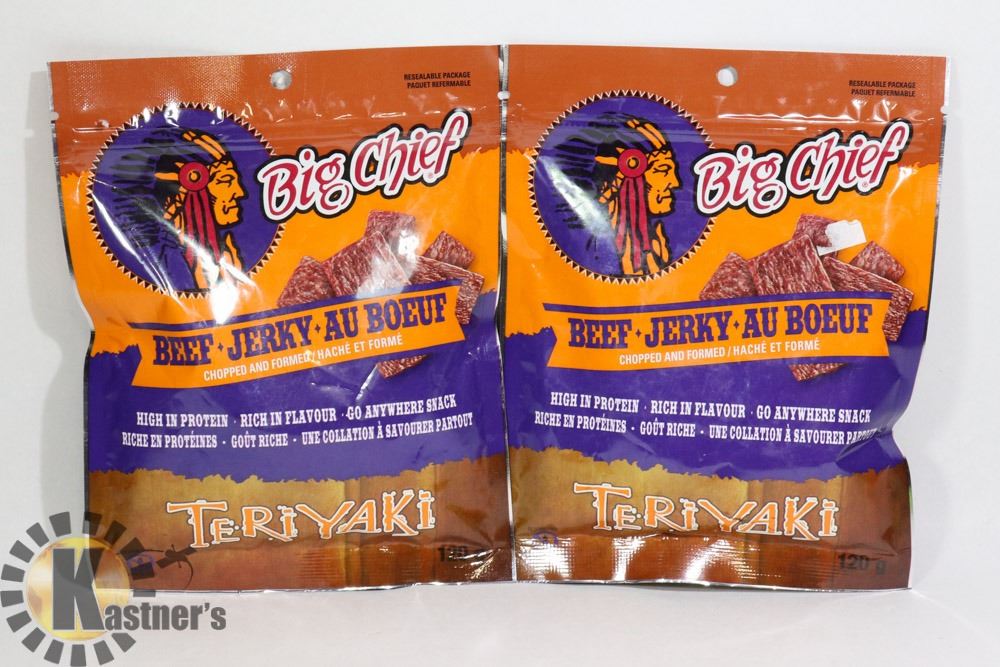 RESEALABLE PACKAGE
PAQUET REFERMABLE
Big Chief
BEEF · JERKY · AU BOEUF
CHOPPED AND FORMED / HACHÉ ET FORMÉ
HIGH IN PROTEIN · RICH IN FLAVOUR · GO ANYWHERE SNACK
RICHE EN PROTÉINES · GOÛT RICHE · UNE COLLATION À SAVOURER PARTOUT
TERIYAKI
RESEALABLE PACKAGE
PAQUET REFERMABLE
Big Chief
BEEF · JERKY · AU BOEUF
CHOPPED AND FORMED / HACHÉ ET FORMÉ
HIGH IN PROTEIN · RICH IN FLAVOUR · GO ANYWHERE SNACK
RICHE EN PROTÉINES · GOÛT RICHE · UNE COLLATION À SAVOURER PARTOUT
TERIYAKI
120 g
Kastner's